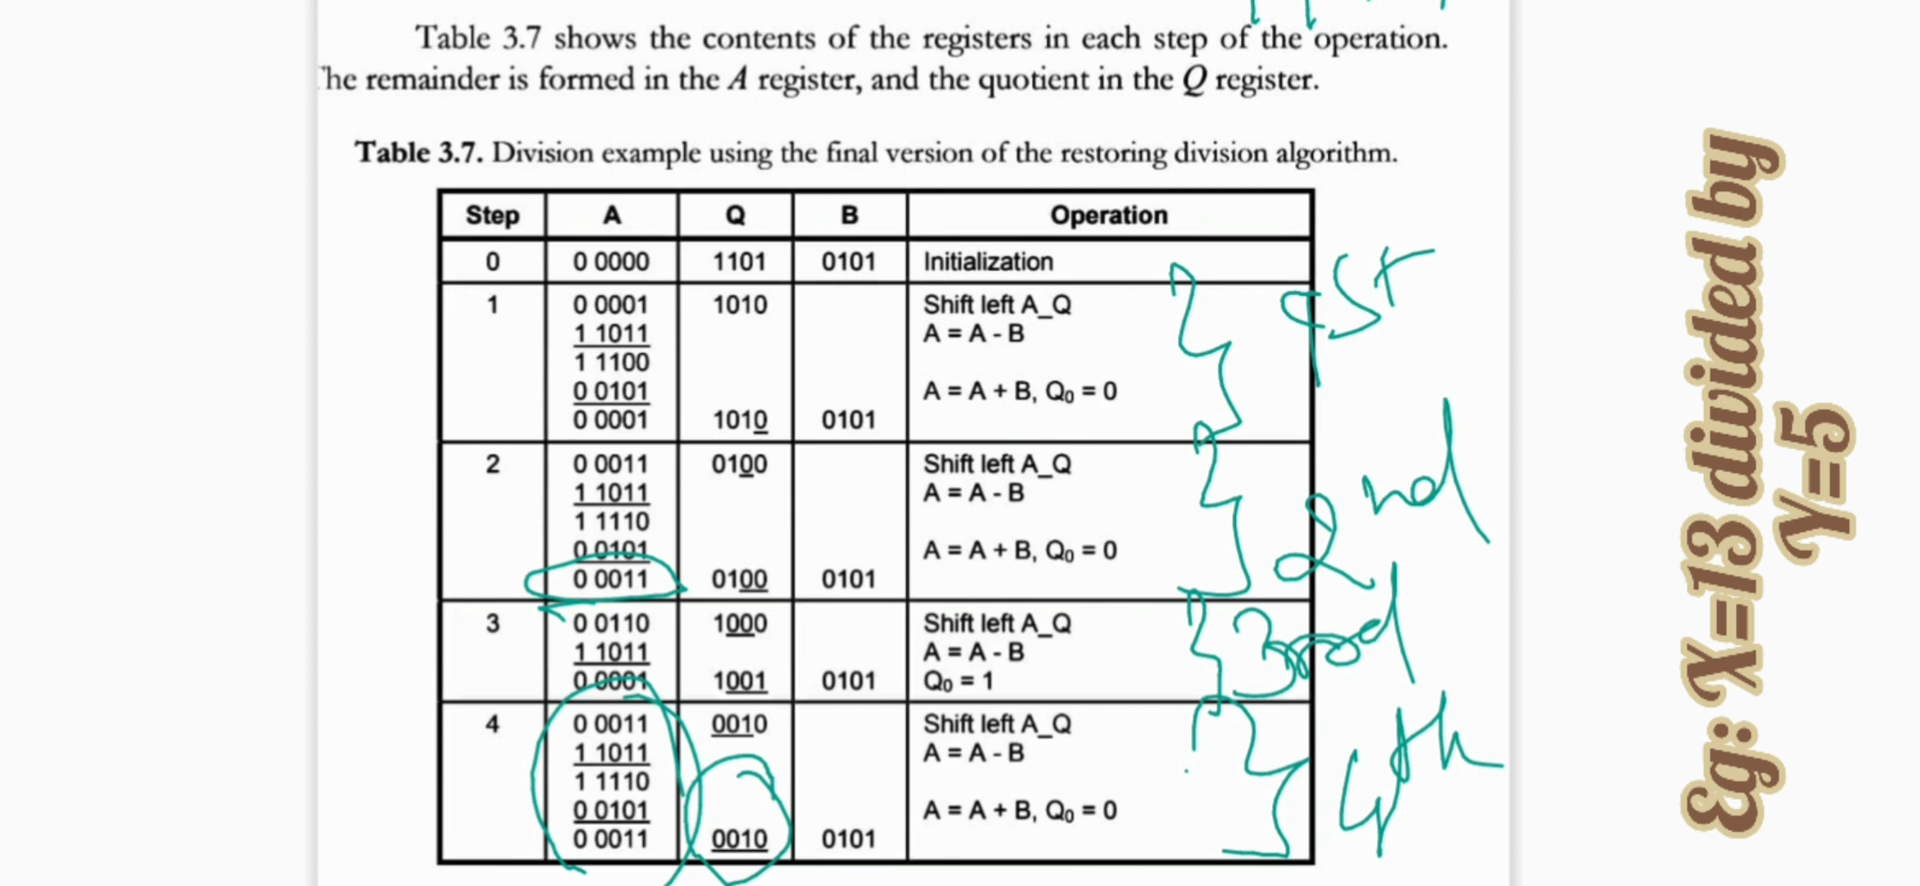 Table 3.7 shows the contents of the registers in each step of the operation.
he remainder is formed in the A register, and the quotient in the Q register.
Table 3.7. Division example using the final version of the restoring division algorithm.
Step A Q B Operation
0 0 0000 1101 0101 Initialization
1 0 0001 1010 Shift left A_Q
1 1011 A = A - B
1 1100
0 0101 A = A + B, Q₀ = 0
0 0001 1010 0101
2 0 0011 0100 Shift left A_Q
1 1011 A = A - B
1 1110
0 0101 A = A + B, Q₀ = 0
0 0011 0100 0101
3 0 0110 1000 Shift left A_Q
1 1011 A = A - B
0 0001 1001 0101 Q₀ = 1
4 0 0011 0010 Shift left A_Q
1 1011 A = A - B
1 1110
0 0101 A = A + B, Q₀ = 0
0 0011 0010 0101
1st
2nd
3rd
4th
Eg: X=13 divided by
Y=5